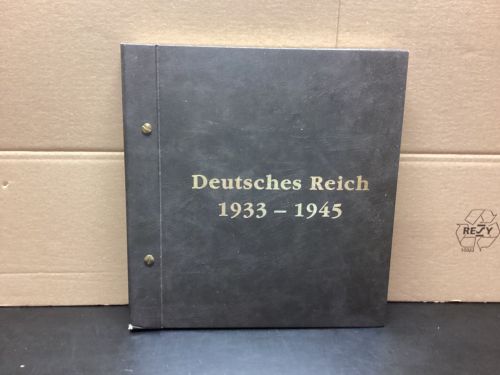 Deutsches Reich
1933 – 1945
RESY